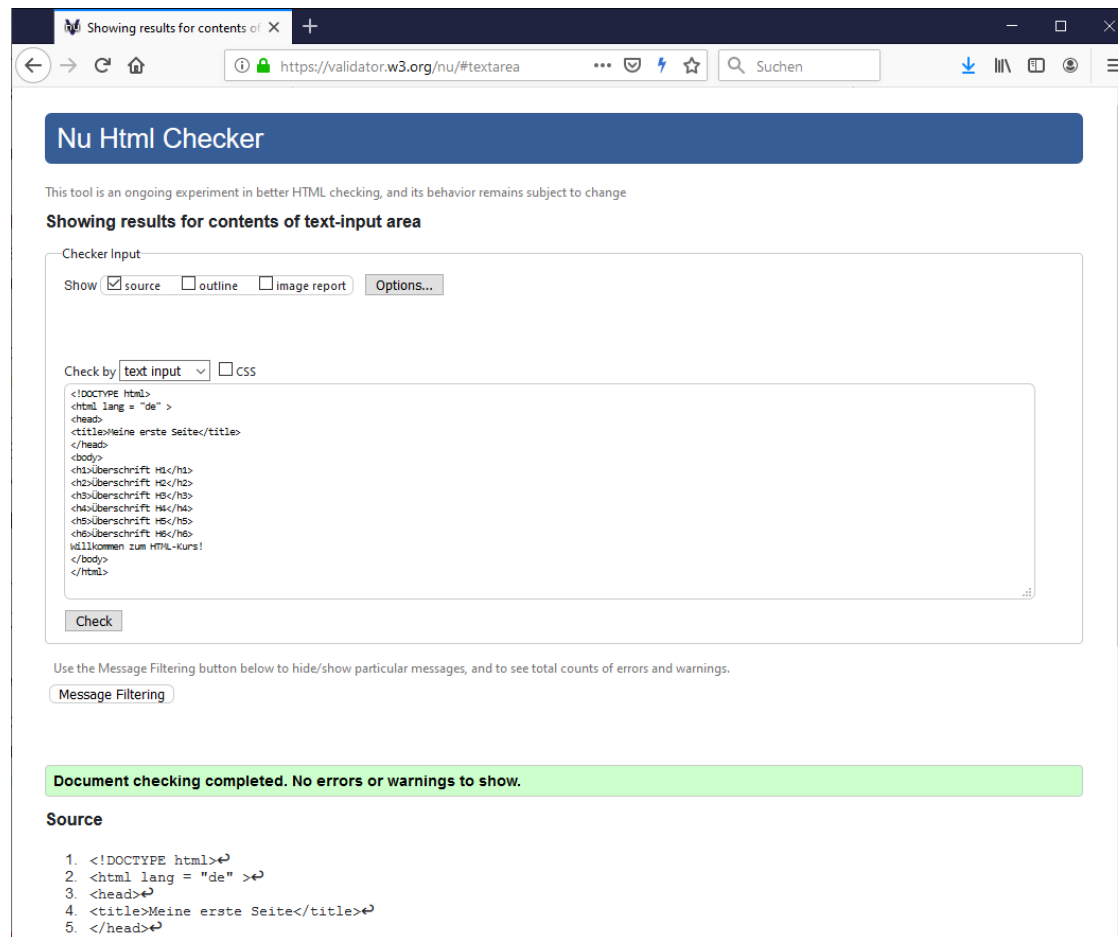 Showing results for contents of
https://validator.w3.org/nu/#textarea
Suchen
Nu Html Checker
This tool is an ongoing experiment in better HTML checking, and its behavior remains subject to change
Showing results for contents of text-input area
Checker Input
Show source outline image report Options...
Check by text input CSS
<!DOCTYPE html>
<html lang = "de" >
<head>
<title>Meine erste Seite</title>
</head>
<body>
<h1>Überschrift H1</h1>
<h2>Überschrift H2</h2>
<h3>Überschrift H3</h3>
<h4>Überschrift H4</h4>
<h5>Überschrift H5</h5>
<h6>Überschrift H6</h6>
Willkommen zum HTML-Kurs!
</body>
</html>
Check
Use the Message Filtering button below to hide/show particular messages, and to see total counts of errors and warnings.
Message Filtering
Document checking completed. No errors or warnings to show.
Source
1. <!DOCTYPE html>↩
2. <html lang = "de" >↩
3. <head>↩
4. <title>Meine erste Seite</title>↩
5. </head>↩